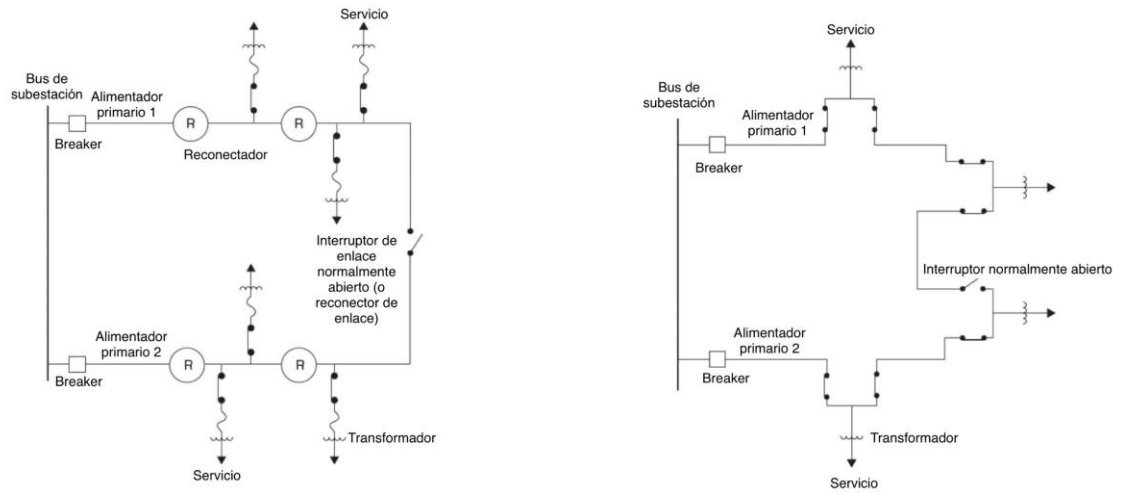 Servicio
Bus de
subestación
Alimentador
primario 1
R
R
Breaker
Reconectador
Interruptor de
enlace
normalmente
abierto (o
reconector de
enlace)
Alimentador
primario 2
R
R
Breaker
Transformador
Servicio
Servicio
Bus de
subestación
Alimentador
primario 1
Breaker
Interruptor normalmente abierto
Alimentador
primario 2
Breaker
Transformador
Servicio